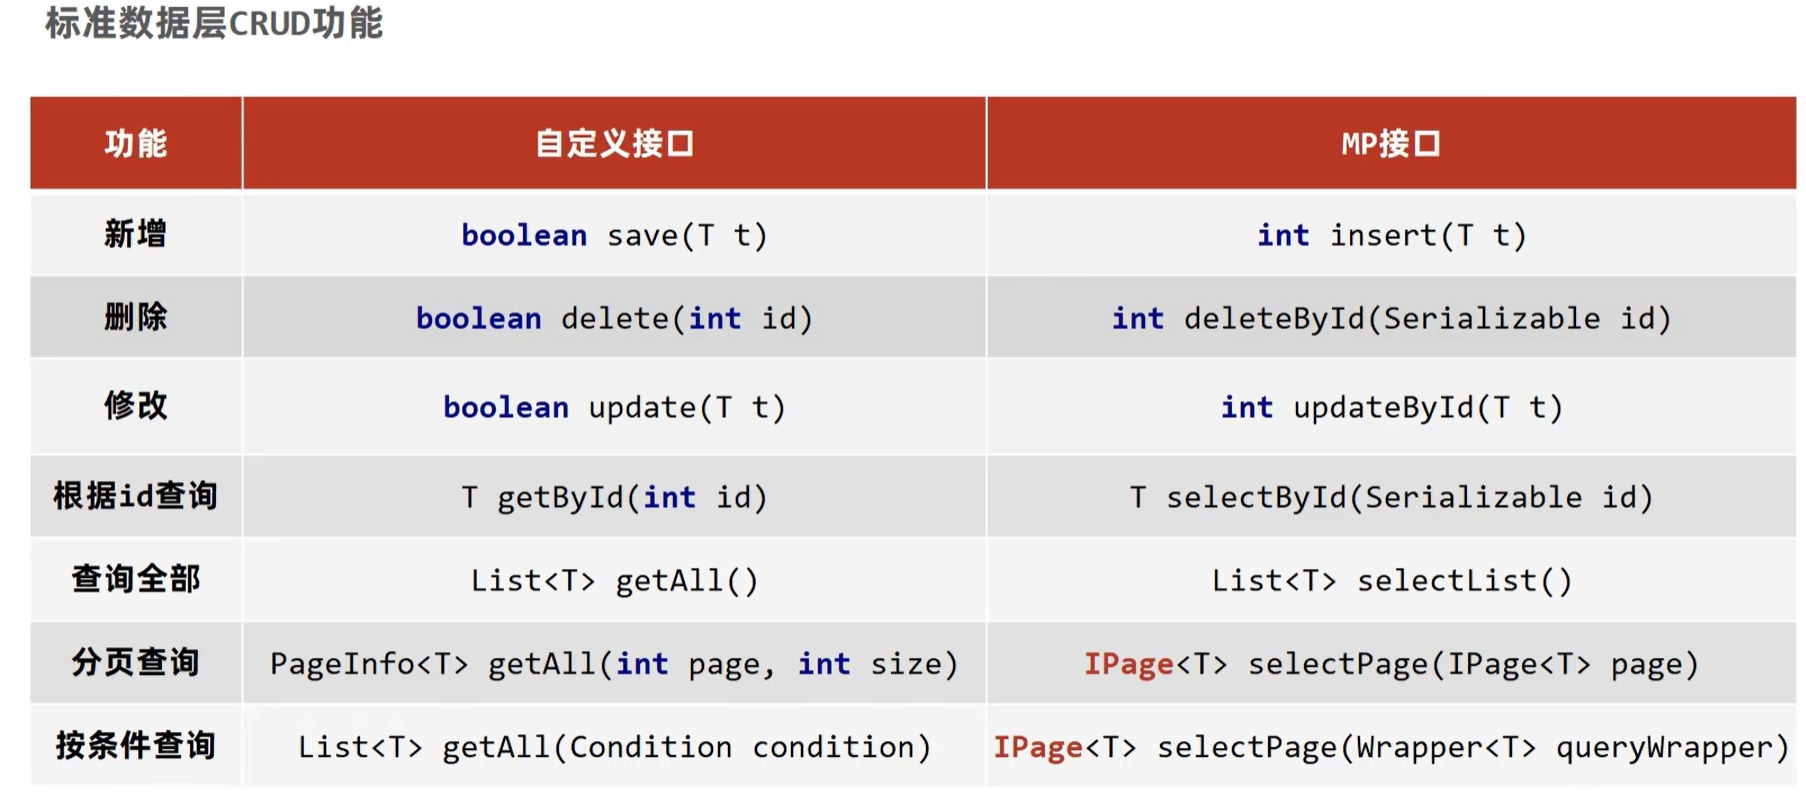 标准数据层CRUD功能
功能 自定义接口 MP接口
新增 boolean save(T t) int insert(T t)
删除 boolean delete(int id) int deleteById(Serializable id)
修改 boolean update(T t) int updateById(T t)
根据id查询 T getById(int id) T selectById(Serializable id)
查询全部 List<T> getAll() List<T> selectList()
分页查询 PageInfo<T> getAll(int page, int size) IPage<T> selectPage(IPage<T> page)
按条件查询 List<T> getAll(Condition condition) IPage<T> selectPage(Wrapper<T> queryWrapper)